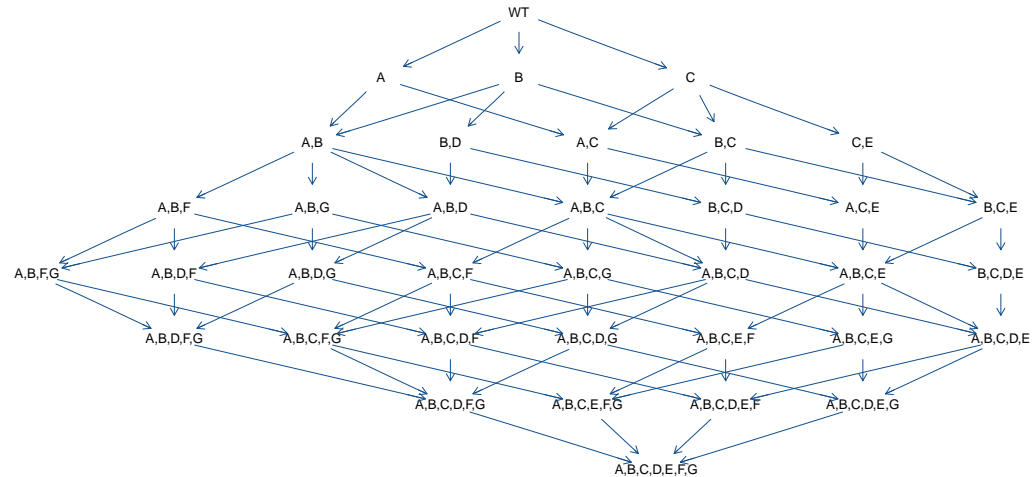 WT
A B C
A,B B,D A,C B,C C,E
A,B,F A,B,G A,B,D A,B,C B,C,D A,C,E B,C,E
A,B,F,G A,B,D,F A,B,D,G A,B,C,F A,B,C,G A,B,C,D A,B,C,E B,C,D,E
A,B,D,F,G A,B,C,F,G A,B,C,D,F A,B,C,D,G A,B,C,E,F A,B,C,E,G A,B,C,D,E
A,B,C,D,F,G A,B,C,E,F,G A,B,C,D,E,F A,B,C,D,E,G
A,B,C,D,E,F,G